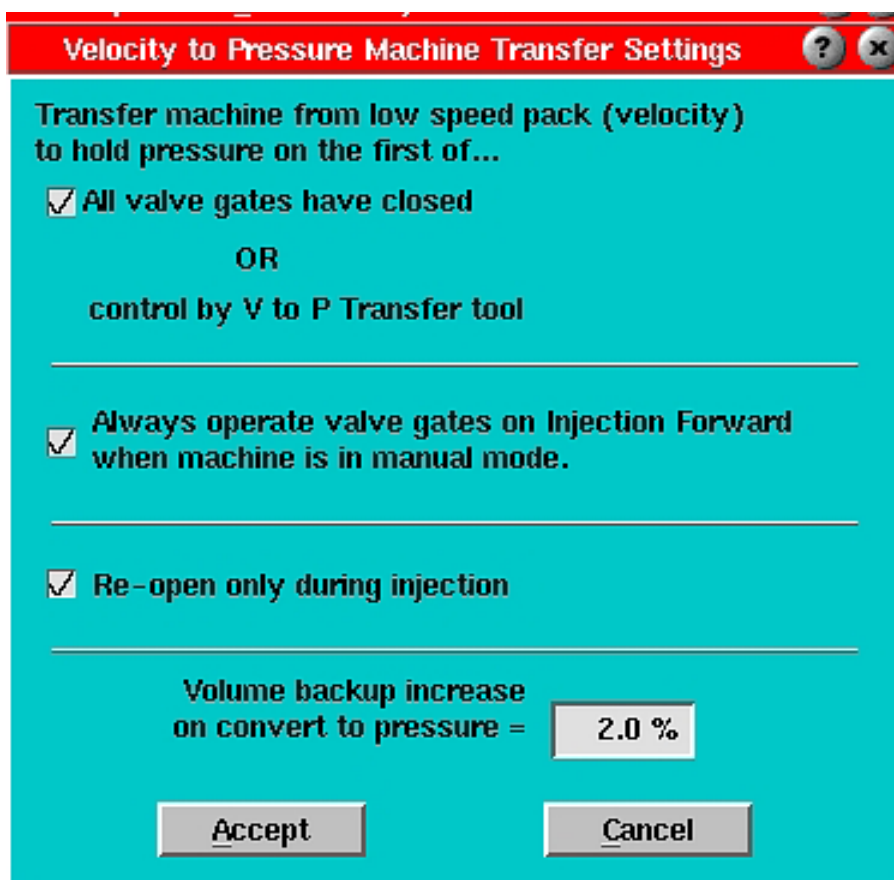 Velocity to Pressure Machine Transfer Settings ? x
Transfer machine from low speed pack (velocity)
to hold pressure on the first of...
All valve gates have closed
OR
control by V to P Transfer tool
Always operate valve gates on Injection Forward
when machine is in manual mode.
Re-open only during injection
Volume backup increase
on convert to pressure = 2.0 %
Accept Cancel